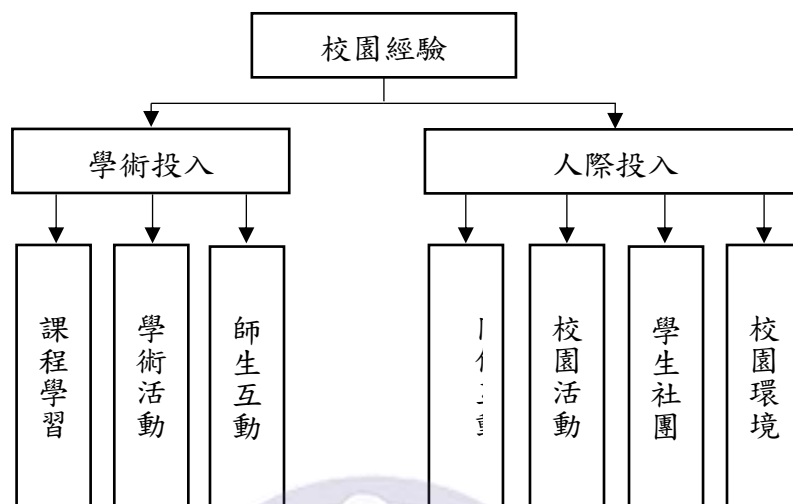 校園經驗
學術投入
人際投入
課程學習
學術活動
師生互動
校園活動
學生社團
校園環境